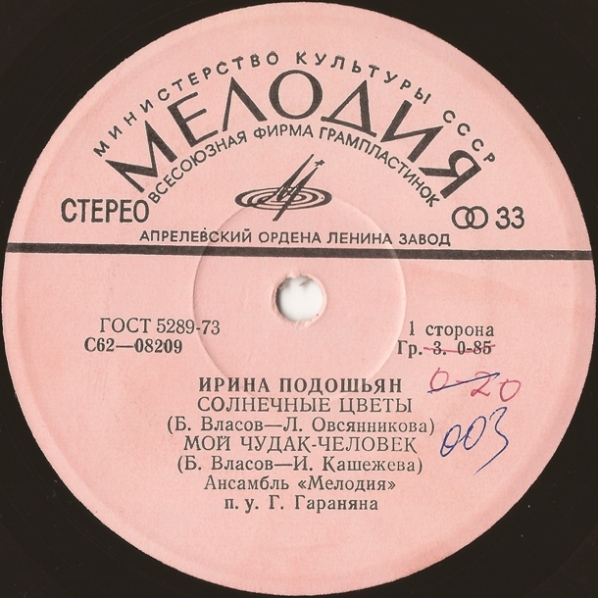 МИНИСТЕРСТВО КУЛЬТУРЫ СССР
МЕЛОДИЯ
ВСЕСОЮЗНАЯ ФИРМА ГРАМПЛАСТИНОК
СТЕРЕО
33
АПРЕЛЕВСКИЙ ОРДЕНА ЛЕНИНА ЗАВОД
ГОСТ 5289-73
1 сторона
С62—08209
Гр. 3. 0-85
0-20
ИРИНА ПОДОШЬЯН
СОЛНЕЧНЫЕ ЦВЕТЫ
(Б. Власов—Л. Овсянникова)
003
МОЙ ЧУДАК-ЧЕЛОВЕК
(Б. Власов—И. Кашежева)
Ансамбль «Мелодия»
п. у. Г. Гараняна